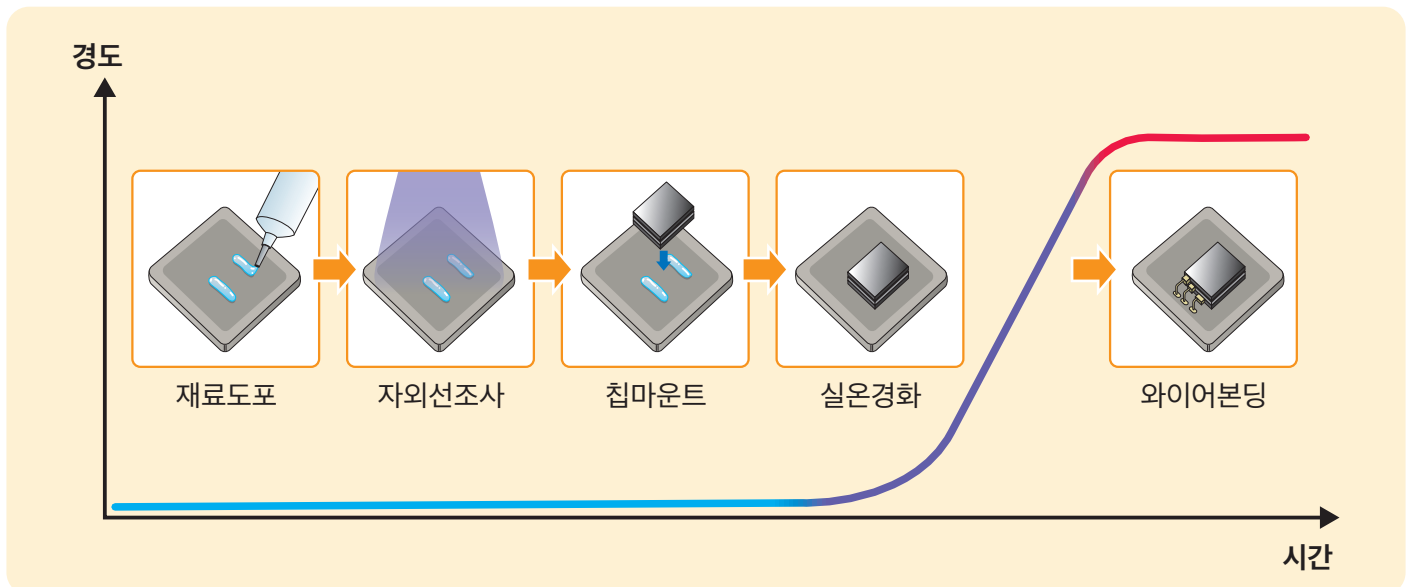 경도
재료도포
자외선조사
칩마운트
실온경화
와이어본딩
시간